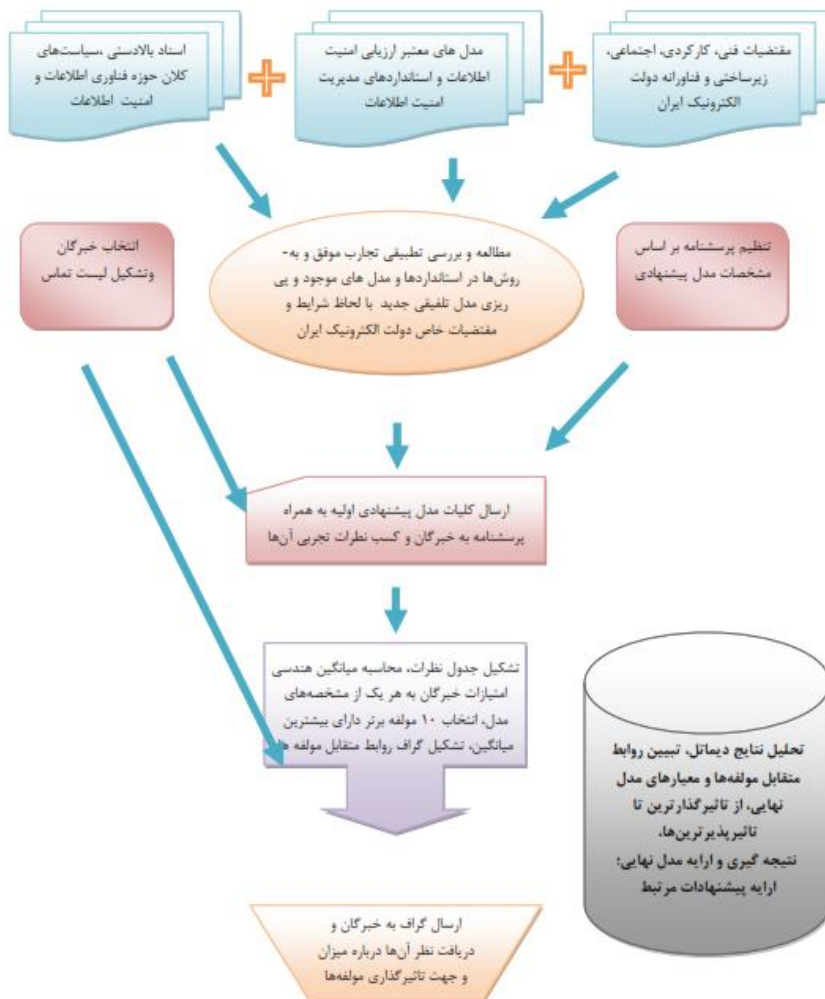 مقتضیات فنی، کارکردی، اجتماعی،
زیرساختی و فناورانه دولت
الکترونیک ایران
مدل های معتبر ارزیابی امنیت
اطلاعات و استانداردهای مدیریت
امنیت اطلاعات
اسناد بالادستی ،سیاست‌های
کلان حوزه فناوری اطلاعات و
امنیت اطلاعات
تنظیم پرسشنامه بر اساس
مشخصات مدل پیشنهادی
مطالعه و بررسی تطبیقی تجارب موفق و به-
روش‌ها در استانداردها و مدل های موجود و پی
ریزی مدل تلفیقی جدید با لحاظ شرایط و
مقتضیات خاص دولت الکترونیک ایران
انتخاب خبرگان
وتشکیل لیست تماس
ارسال کلیات مدل پیشنهادی اولیه به همراه
پرسشنامه به خبرگان و کسب نظرات تجربی آن‌ها
تشکیل جدول نظرات، محاسبه میانگین هندسی
امتیازات خبرگان به هر یک از مشخصه‌های
مدل، انتخاب ۱۰ مولفه برتر دارای بیشترین
میانگین، تشکیل گراف روابط متقابل مولفه ها
تحلیل نتایج دیماتل، تبیین روابط
متقابل مولفه‌ها و معیارهای مدل
نهایی، از تاثیرگذارترین تا
تاثیرپذیرترین‌ها،
نتیجه گیری و ارایه مدل نهایی؛
ارایه پیشنهادات مرتبط
ارسال گراف به خبرگان و
دریافت نظر آن‌ها درباره میزان
و جهت تاثیرگذاری مولفه‌ها